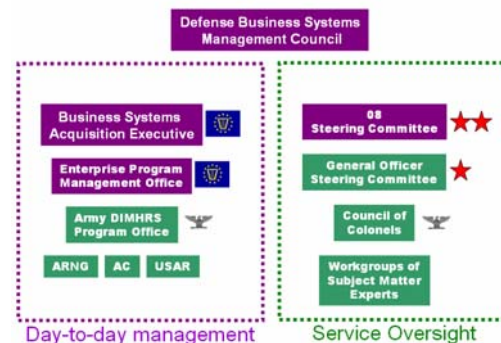 Defense Business Systems
Management Council
Business Systems
Acquisition Executive
Enterprise Program
Management Office
Army DIMHRS
Program Office
ARNG
AC
USAR
Day-to-day management
08
Steering Committee
General Officer
Steering Committee
Council of
Colonels
Workgroups of
Subject Matter
Experts
Service Oversight